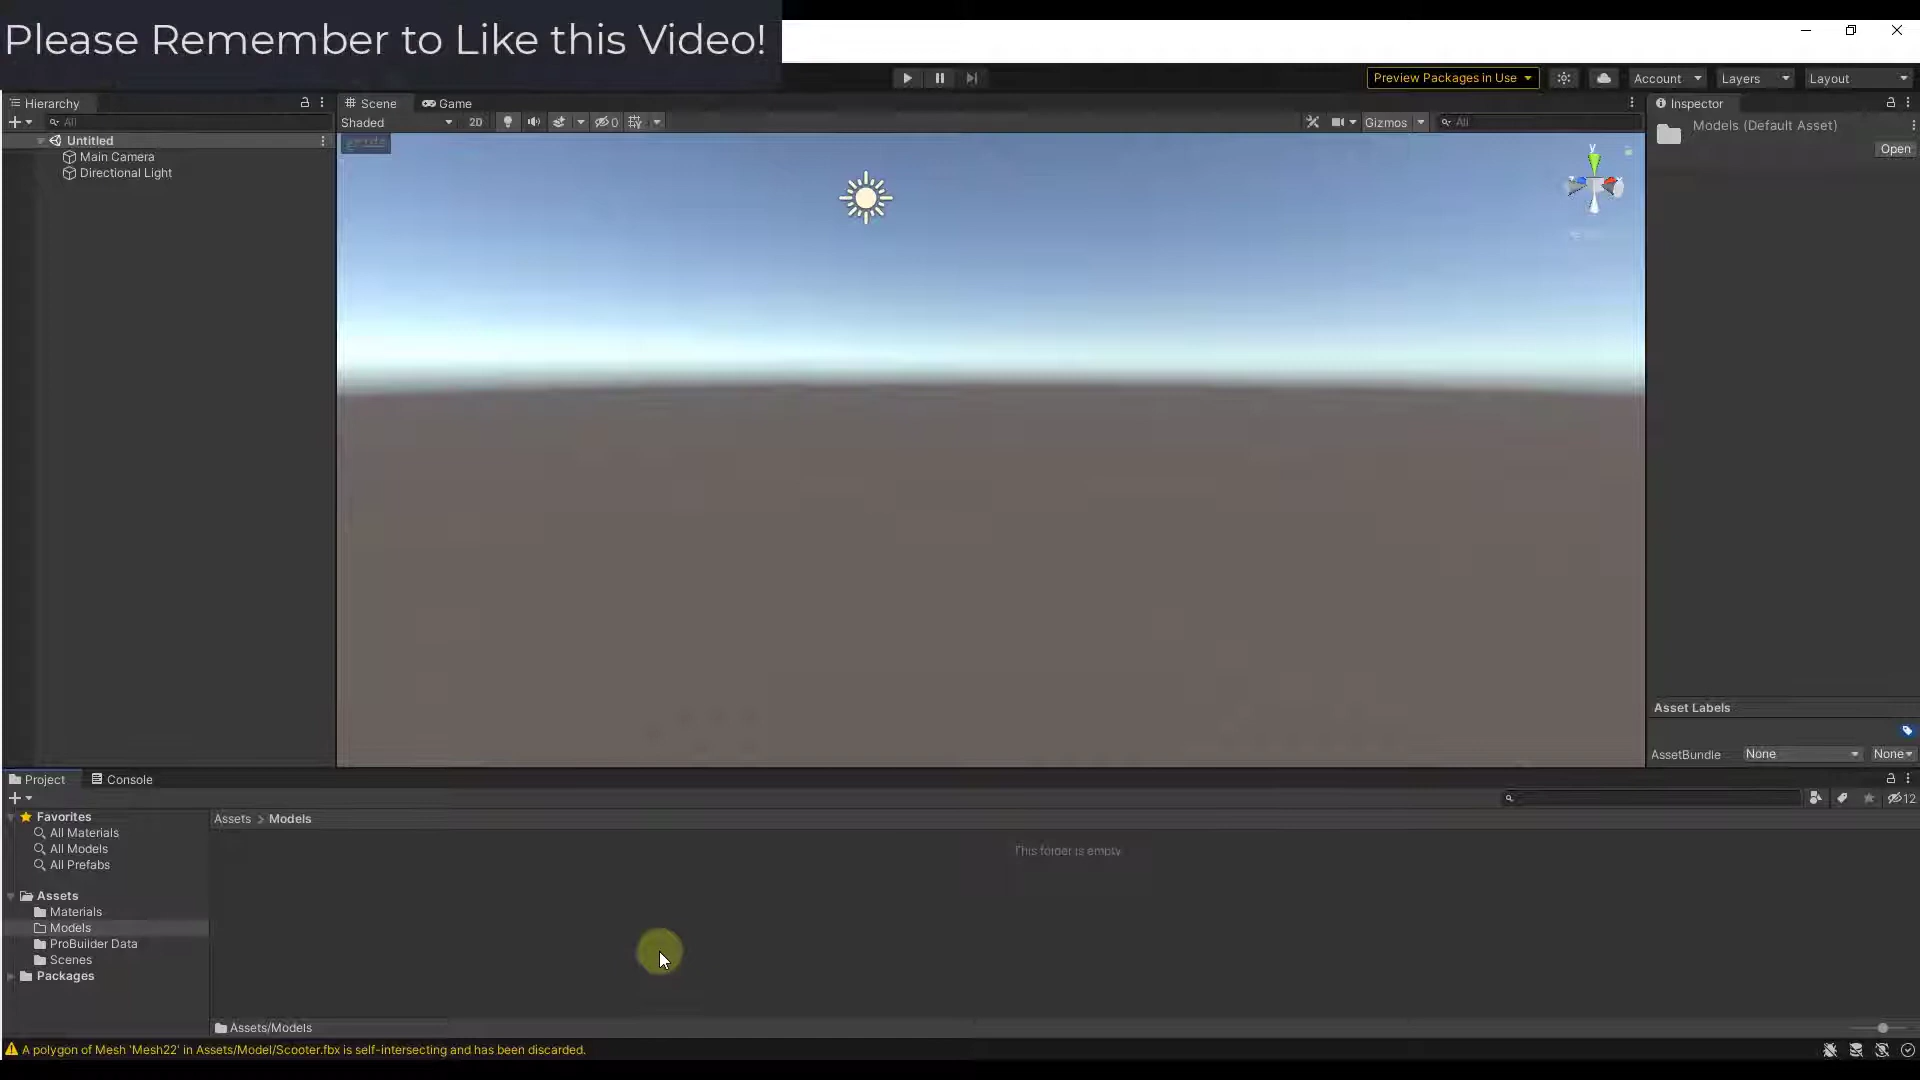 Please Remember to Like this Video!
Preview Packages in Use
Account
Layers
Layout
Hierarchy
Scene
Game
Inspector
All
Shaded
2D
0
Gizmos
All
Models (Default Asset)
Open
Untitled
Main Camera
Directional Light
y
Asset Labels
AssetBundle
None
None
Project
Console
12
Favorites
All Materials
All Models
All Prefabs
Assets > Models
This folder is empty
Assets
Materials
Models
ProBuilder Data
Scenes
Packages
Assets/Models
A polygon of Mesh 'Mesh22' in Assets/Model/Scooter.fbx is self-intersecting and has been discarded.